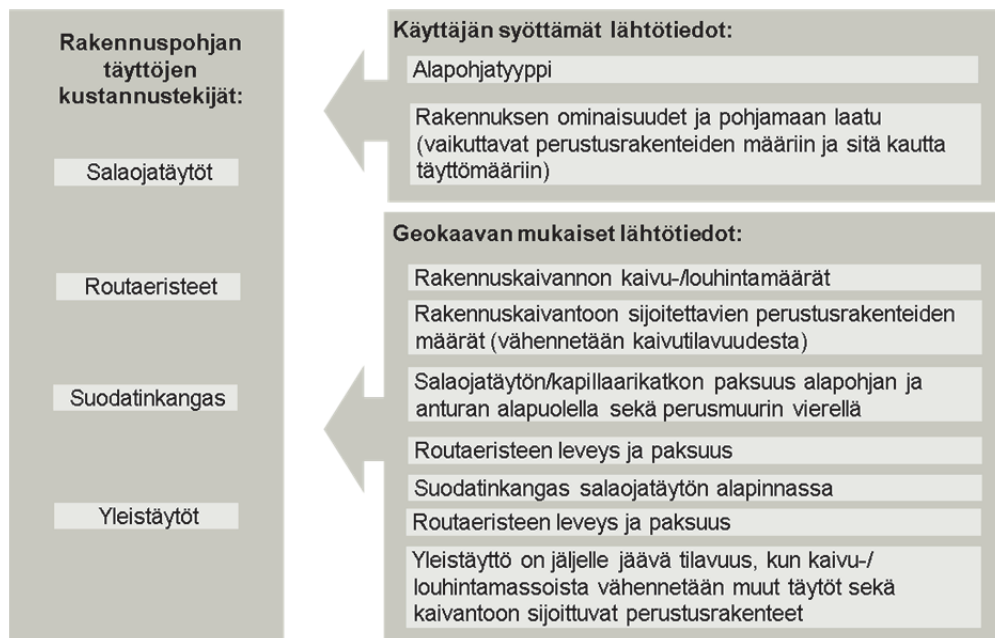 Rakennuspohjan
täyttöjen
kustannustekijät:
Salaojatäytöt
Routaeristeet
Suodatinkangas
Yleistäytöt
Käyttäjän syöttämät lähtötiedot:
Alapohjatyyppi
Rakennuksen ominaisuudet ja pohjamaan laatu
(vaikuttavat perustusrakenteiden määriin ja sitä kautta
täyttömääriin)
Geokaavan mukaiset lähtötiedot:
Rakennuskaivannon kaivu-/louhintamäärät
Rakennuskaivantoon sijoitettavien perustusrakenteiden
määrät (vähennetään kaivutilavuudesta)
Salaojatäytön/kapillaarikatkon paksuus alapohjan ja
anturan alapuolella sekä perusmuurin vierellä
Routaeristeen leveys ja paksuus
Suodatinkangas salaojatäytön alapinnassa
Routaeristeen leveys ja paksuus
Yleistäyttö on jäljelle jäävä tilavuus, kun kaivu-/
louhintamassoista vähennetään muut täytöt sekä
kaivantoon sijoittuvat perustusrakenteet